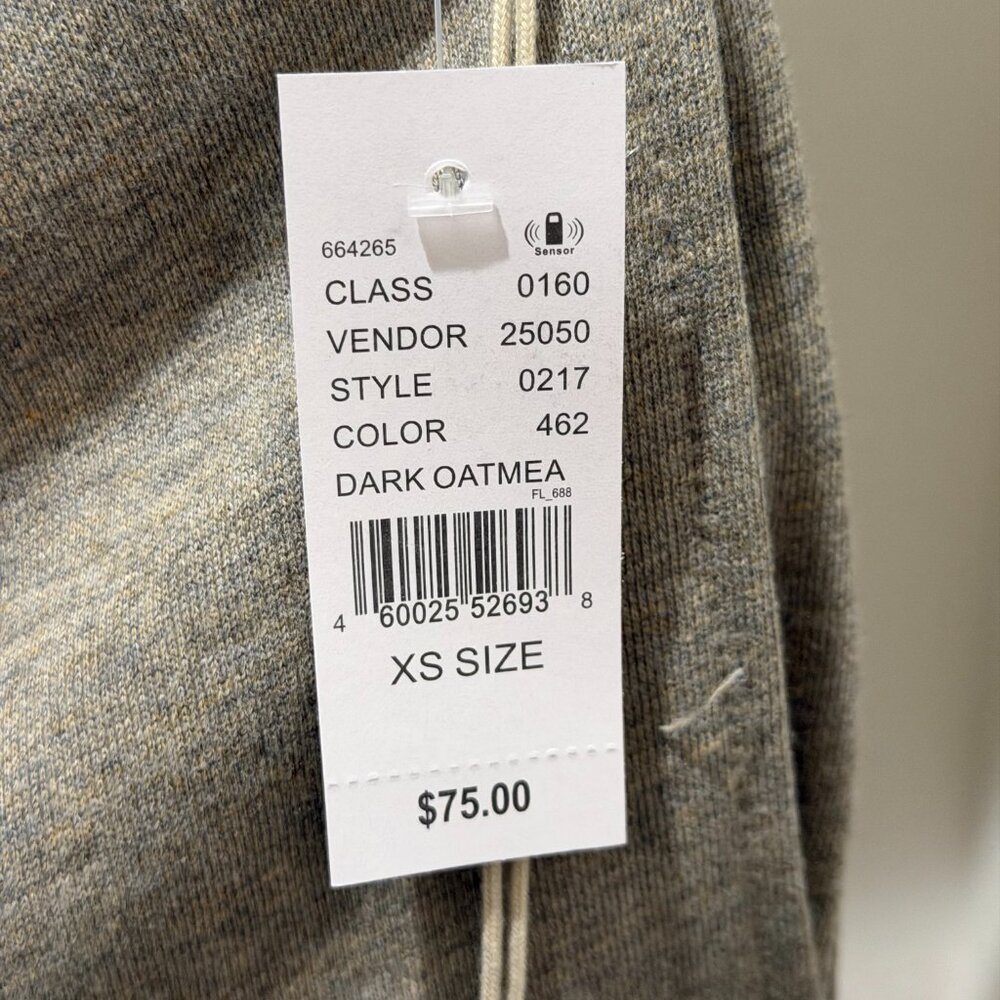 664265
Sensor
CLASS 0160
VENDOR 25050
STYLE 0217
COLOR 462
DARK OATMEA
FL_688
4 60025 52693 8
XS SIZE
$75.00